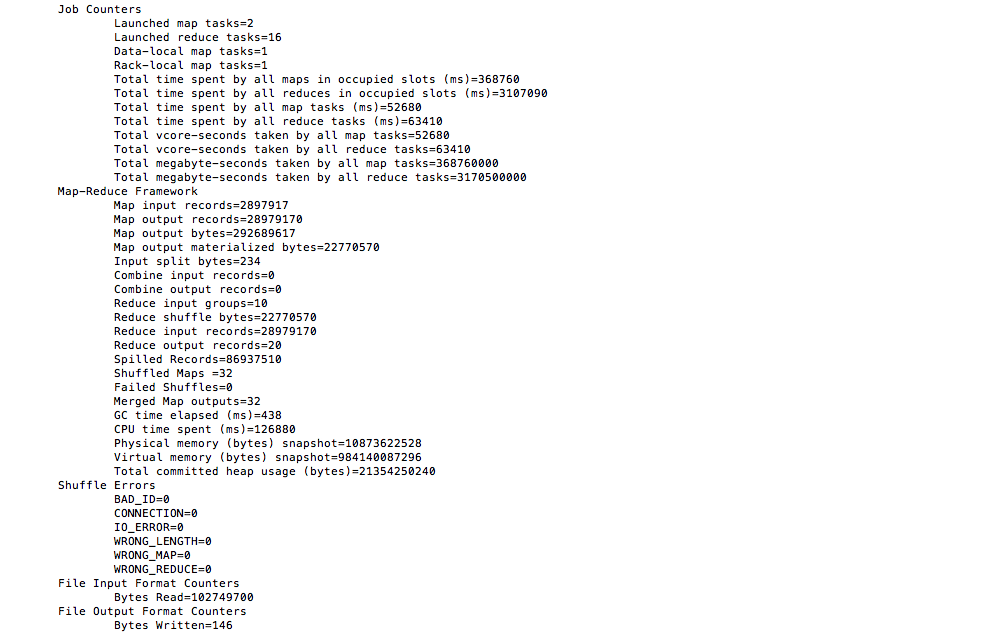 Job Counters
Launched map tasks=2
Launched reduce tasks=16
Data-local map tasks=1
Rack-local map tasks=1
Total time spent by all maps in occupied slots (ms)=368760
Total time spent by all reduces in occupied slots (ms)=3107090
Total time spent by all map tasks (ms)=52680
Total time spent by all reduce tasks (ms)=63410
Total vcore-seconds taken by all map tasks=52680
Total vcore-seconds taken by all reduce tasks=63410
Total megabyte-seconds taken by all map tasks=368760000
Total megabyte-seconds taken by all reduce tasks=3170500000
Map-Reduce Framework
Map input records=2897917
Map output records=28979170
Map output bytes=292689617
Map output materialized bytes=22770570
Input split bytes=234
Combine input records=0
Combine output records=0
Reduce input groups=10
Reduce shuffle bytes=22770570
Reduce input records=28979170
Reduce output records=20
Spilled Records=86937510
Shuffled Maps =32
Failed Shuffles=0
Merged Map outputs=32
GC time elapsed (ms)=438
CPU time spent (ms)=126880
Physical memory (bytes) snapshot=10873622528
Virtual memory (bytes) snapshot=984140087296
Total committed heap usage (bytes)=21354250240
Shuffle Errors
BAD_ID=0
CONNECTION=0
IO_ERROR=0
WRONG_LENGTH=0
WRONG_MAP=0
WRONG_REDUCE=0
File Input Format Counters
Bytes Read=102749700
File Output Format Counters
Bytes Written=146